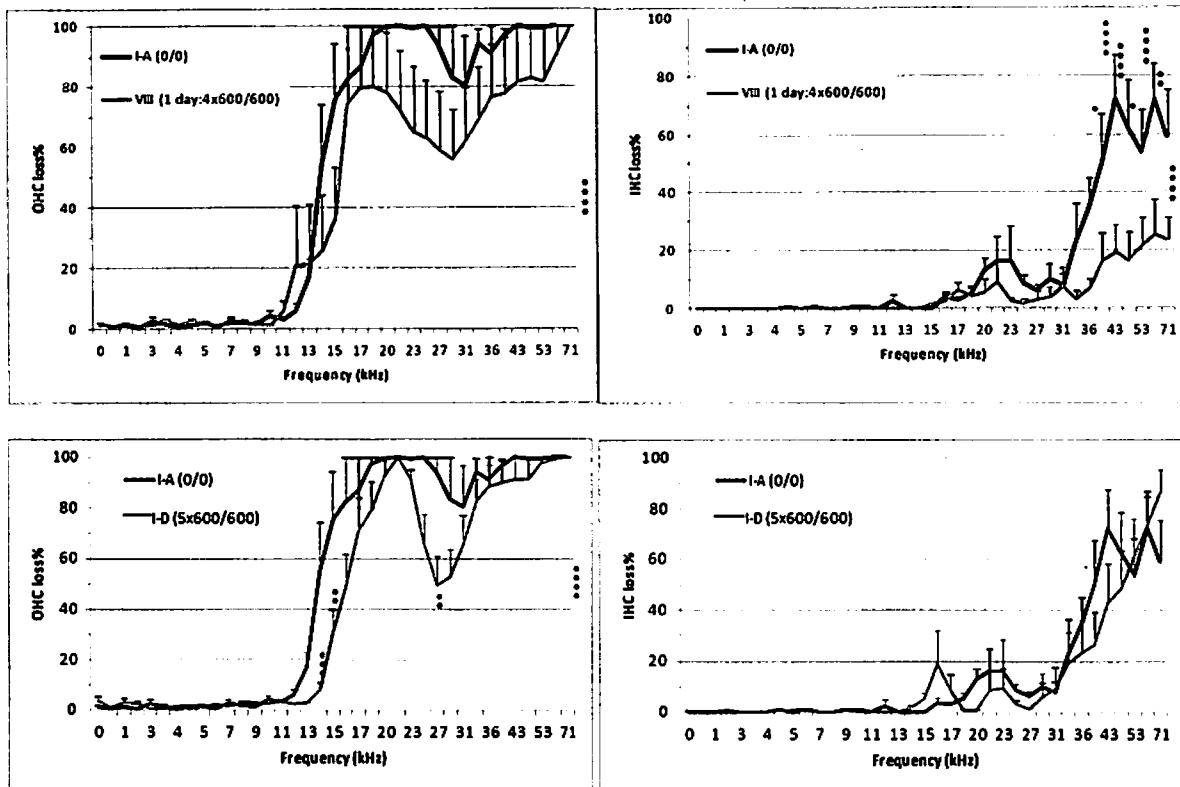 100
80
60
40
20
0
OHC loss%
I-A (0/0)
VIII (1 day:4x600/600)
****
0 1 3 4 5 7 9 11 13 15 17 20 23 27 31 36 43 53 71
Frequency (kHz)
100
80
60
40
20
0
IHC loss%
I-A (0/0)
VIII (1 day:4x600/600)
* **** **** * **** **
****
0 1 3 4 5 7 9 11 13 15 17 20 23 27 31 36 43 53 71
Frequency (kHz)
100
80
60
40
20
0
OHC loss%
I-A (0/0)
I-D (5x600/600)
** *** **
****
0 1 3 4 5 7 9 11 13 15 17 20 23 27 31 36 43 53 71
Frequency (kHz)
100
80
60
40
20
0
IHC loss%
I-A (0/0)
I-D (5x600/600)
0 1 3 4 5 7 9 11 13 15 17 20 23 27 31 36 43 53 71
Frequency (kHz)